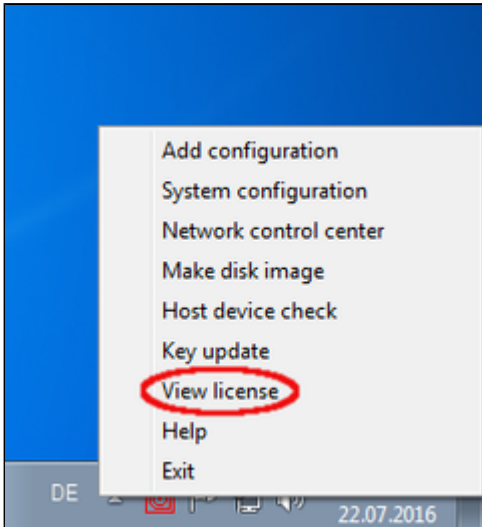 Add configuration
System configuration
Network control center
Make disk image
Host device check
Key update
View license
Help
Exit
DE
22.07.2016